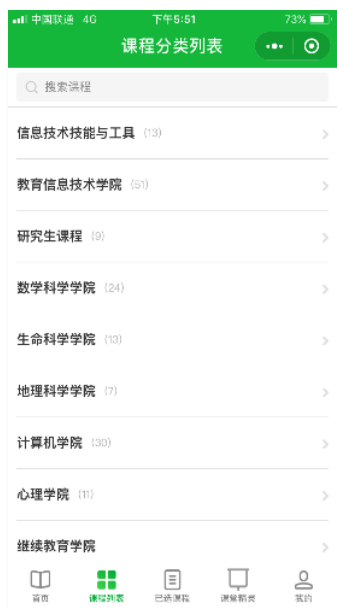 中国联通 4G 下午5:51 73%
课程分类列表
搜索课程
信息技术技能与工具 (13)
教育信息技术学院 (51)
研究生课程 (9)
数学科学学院 (24)
生命科学学院 (13)
地理科学学院 (7)
计算机学院 (30)
心理学院 (11)
继续教育学院
首页 课程列表 已选课程 课堂精灵 我的